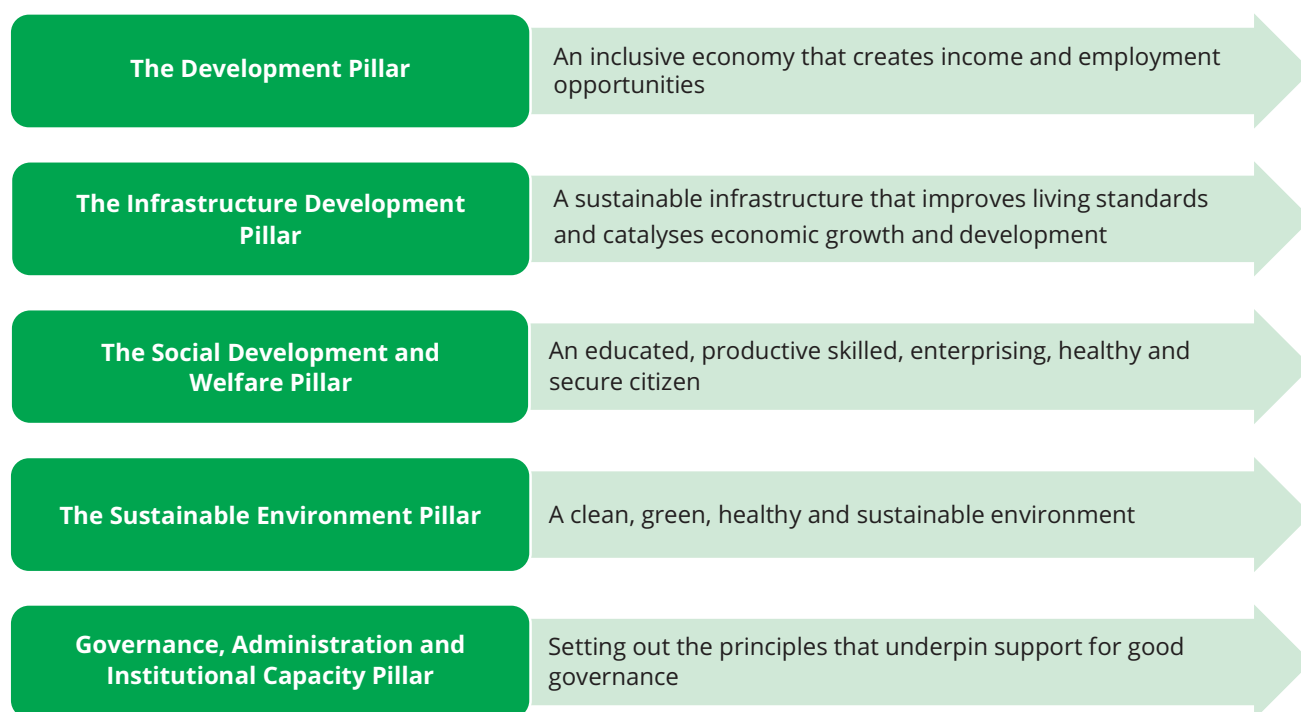 The Development Pillar
An inclusive economy that creates income and employment
opportunities
The Infrastructure Development
Pillar
A sustainable infrastructure that improves living standards
and catalyses economic growth and development
The Social Development and
Welfare Pillar
An educated, productive skilled, enterprising, healthy and
secure citizen
The Sustainable Environment Pillar
A clean, green, healthy and sustainable environment
Governance, Administration and
Institutional Capacity Pillar
Setting out the principles that underpin support for good
governance